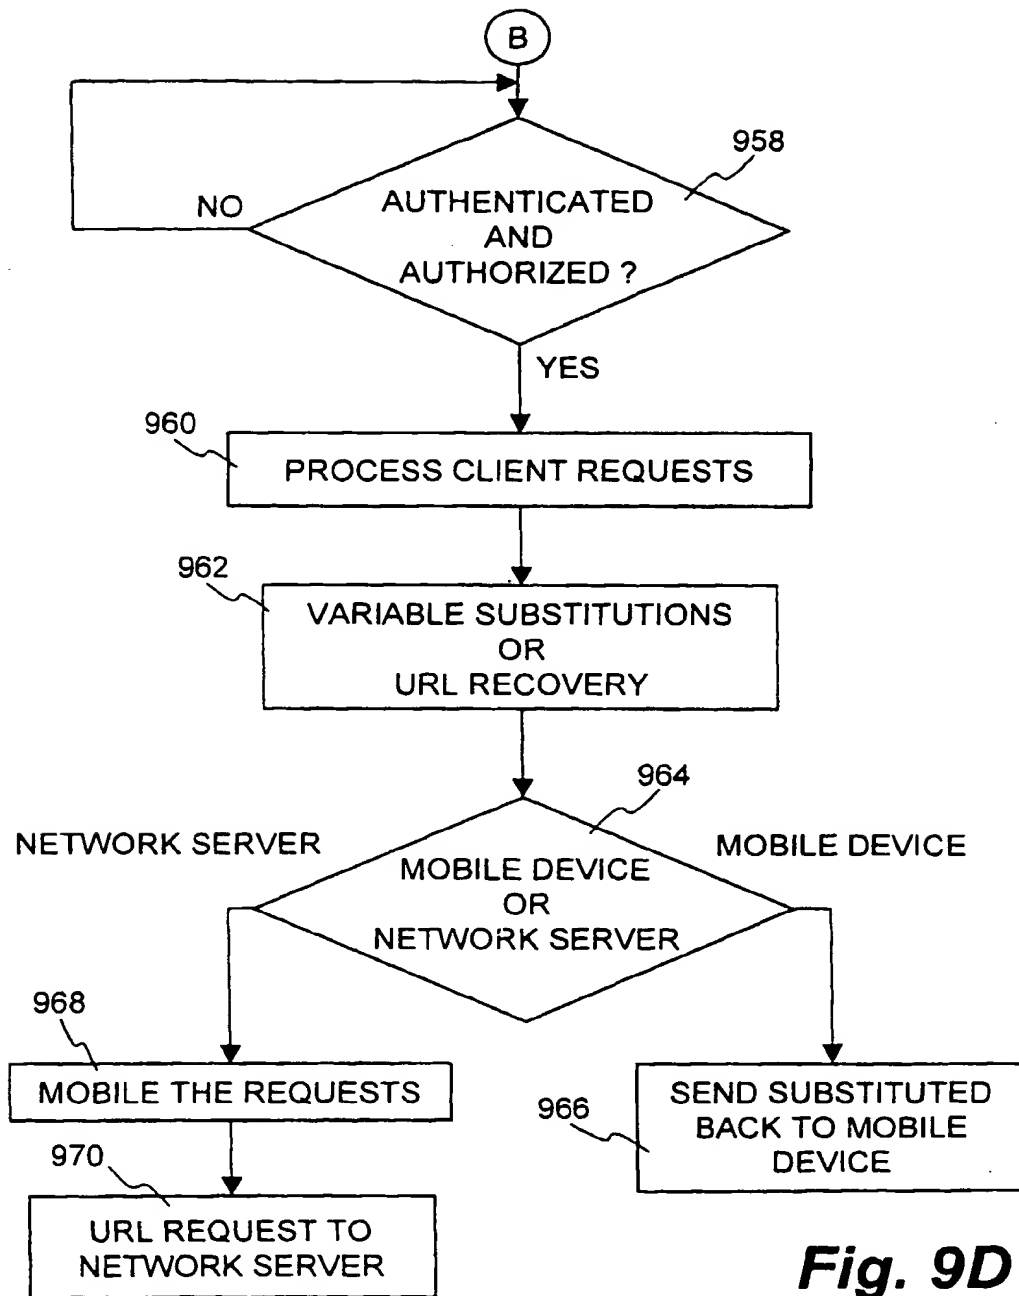 B
958
AUTHENTICATED
AND
AUTHORIZED ?
NO
YES
960
PROCESS CLIENT REQUESTS
962
VARIABLE SUBSTITUTIONS
OR
URL RECOVERY
964
NETWORK SERVER
MOBILE DEVICE
MOBILE DEVICE
OR
NETWORK SERVER
968
MOBILE THE REQUESTS
966
SEND SUBSTITUTED
BACK TO MOBILE
DEVICE
970
URL REQUEST TO
NETWORK SERVER
Fig. 9D